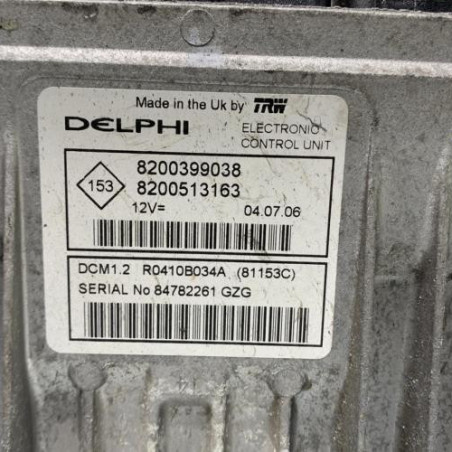 Made in the Uk by TRW
DELPHI ELECTRONIC
CONTROL UNIT
153
8200399038
8200513163
12V= 04.07.06
DCM1.2 R0410B034A (81153C)
SERIAL No 84782261 GZG